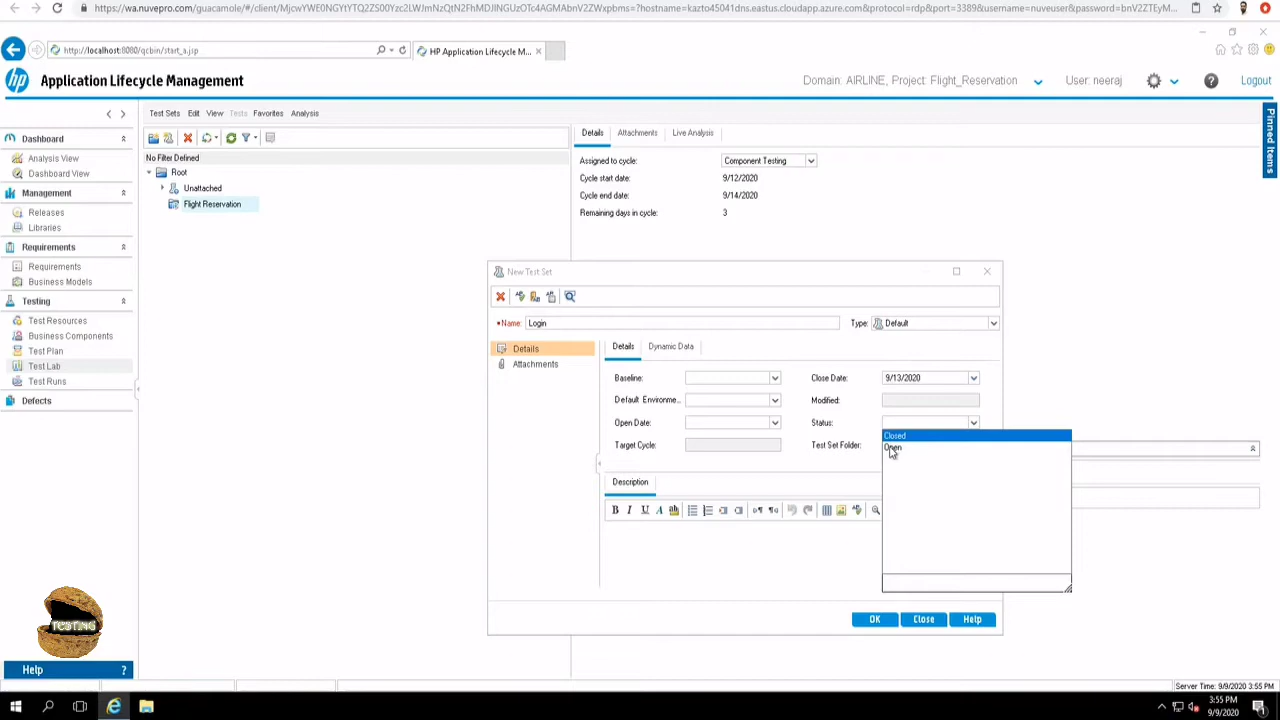 https://wa.nuvepro.com/guacamole/#/client/MjcwYWE0NGYtYTQ2ZS00Yzc2LWJmNzQtN2FhMDJlNGUzOTc4AGMAbnV2ZWxpbms=?hostname=kazto45041dns.eastus.cloudapp.azure.com&protocol=rdp&port=3389&username=nuveuser&password=bnV2ZTEyM...
http://localhost:8080/qcbin/start_a.jsp
HP Application Lifecycle M...
hp
Application Lifecycle Management
Domain: AIRLINE, Project: Flight_Reservation
User: neeraj
Logout
Pinned Items
Test Sets Edit View Tests Favorites Analysis
Dashboard
Analysis View
Dashboard View
Management
Releases
Libraries
Requirements
Requirements
Business Models
Testing
Test Resources
Business Components
Test Plan
Test Lab
Test Runs
Defects
No Filter Defined
Root
Unattached
Flight Reservation
Details Attachments Live Analysis
Assigned to cycle: Component Testing
Cycle start date: 9/12/2020
Cycle end date: 9/14/2020
Remaining days in cycle: 3
New Test Set
*Name: Login
Type: Default
Details
Attachments
Details Dynamic Data
Baseline: Close Date: 9/13/2020
Default Environme... Modified:
Open Date: Status:
Closed
Open
Target Cycle: Test Set Folder:
Description
B I U A ab
OK Close Help
TESTING
Help ?
Server Time: 9/9/2020 3:55 PM
3:55 PM
9/9/2020
1